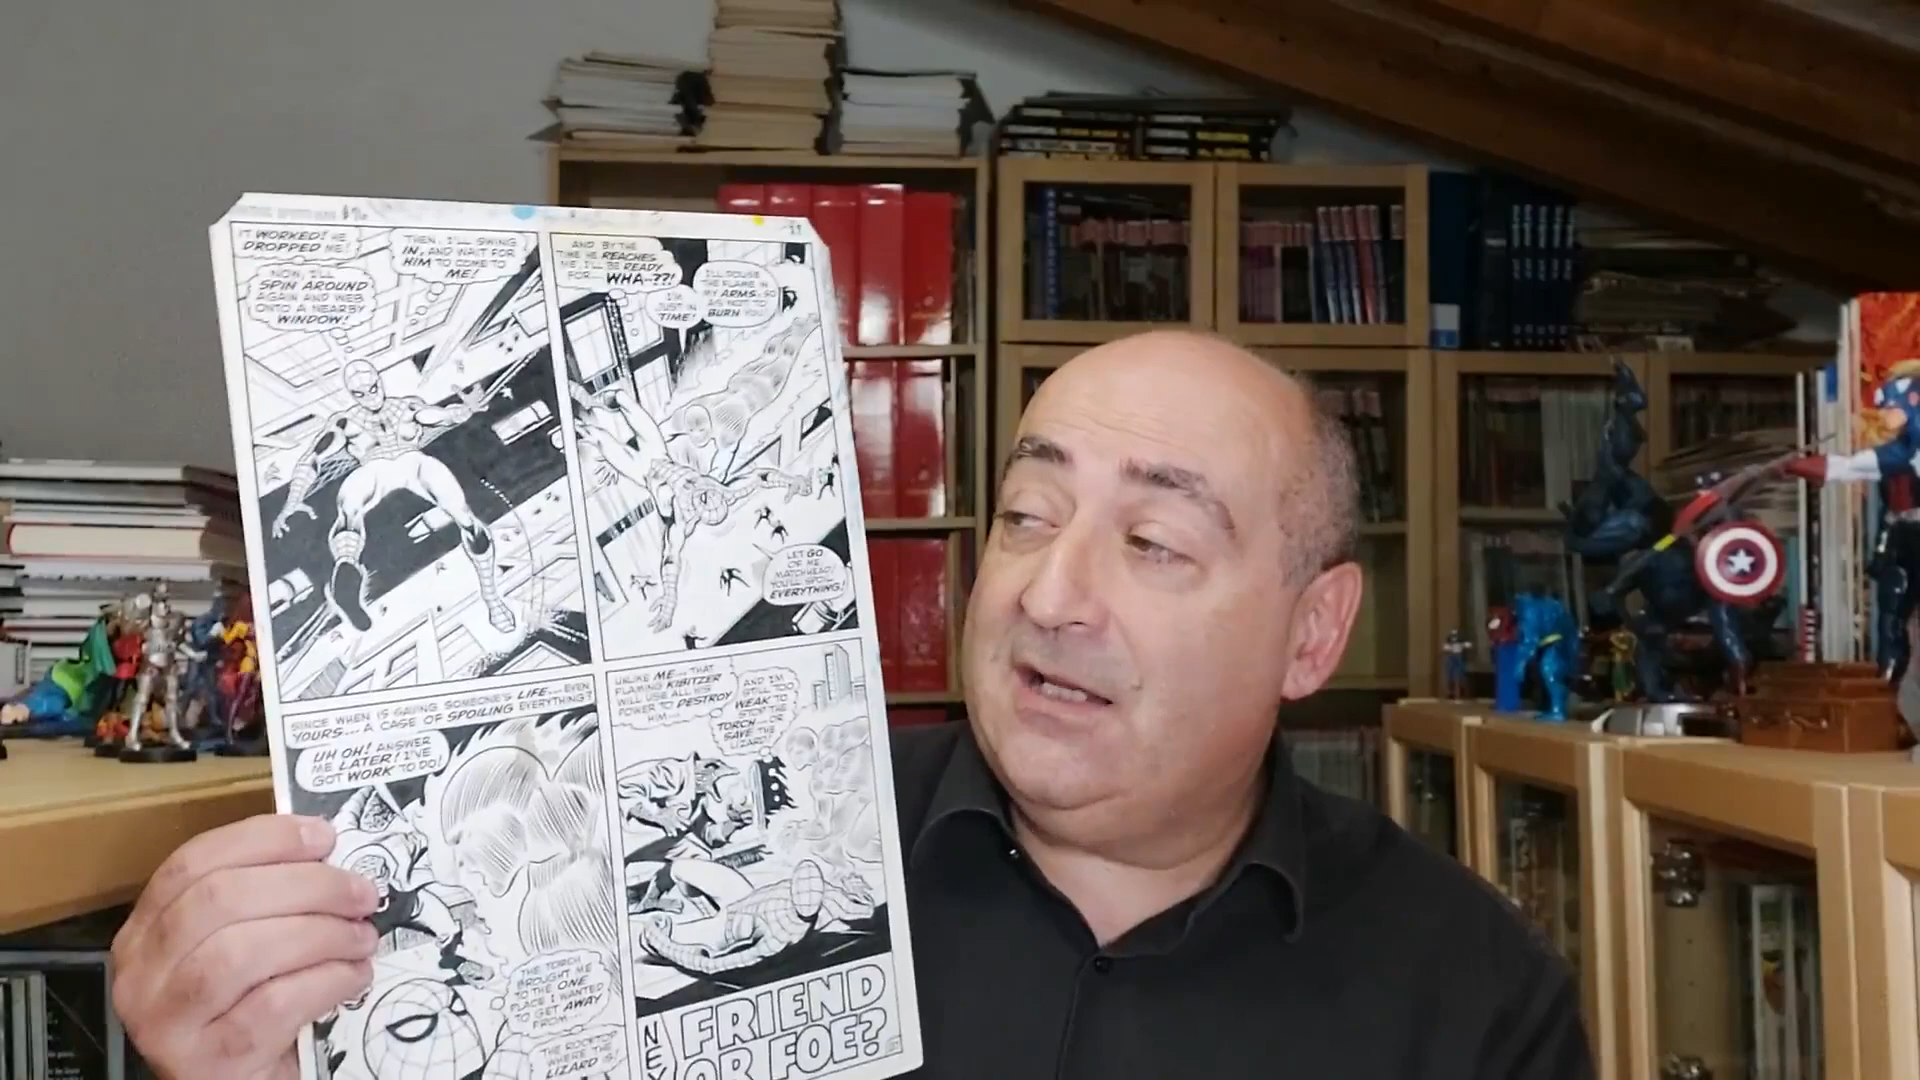 IT WORKED! HE
DROPPED ME!
NOW, I'LL
SPIN AROUND
AGAIN AND WEB
ONTO A NEARBY
WINDOW!
THEN, I'LL SWING
IN, AND WAIT FOR
HIM TO COME TO
ME!
AND BY THE
TIME HE REACHES
ME, I'LL BE READY
FOR-- WHA--??!
I'M
JUST IN
TIME!
I'LL DOUSE
THE FLAME IN
MY ARMS, SO
AS NOT TO
BURN YOU
LET GO
OF ME,
MATCHHEAD!
YOU'LL SPOIL
EVERYTHING!
SINCE WHEN IS SAVING SOMEONE'S LIFE... EVEN
YOURS... A CASE OF SPOILING EVERYTHING?
UH OH! ANSWER
ME LATER! I'VE
GOT WORK TO DO!
THE TORCH
BROUGHT ME
TO THE ONE
PLACE I WANTED
TO GET AWAY
FROM...
THE ROOFTOP
WHERE THE
LIZARD IS!
UNLIKE ME... THAT
FLAMING KIBITZER
WILL USE ALL HIS
POWER TO DESTROY
HIM...
AND I'M
STILL TOO
WEAK TO
STOP THE
TORCH--OR
SAVE THE
LIZARD!
FRIEND
OR FOE?